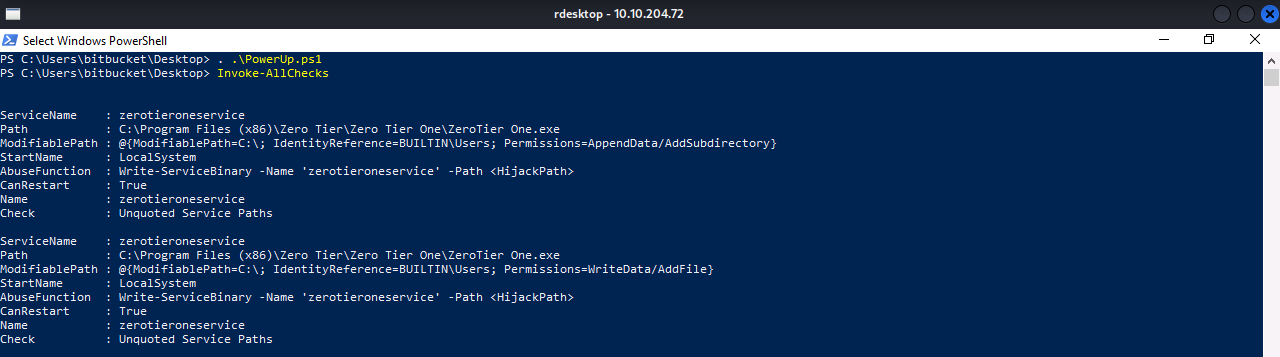 rdesktop - 10.10.204.72
Select Windows PowerShell
PS C:\Users\bitbucket\Desktop> . .\PowerUp.ps1
PS C:\Users\bitbucket\Desktop> Invoke-AllChecks
ServiceName    : zerotieroneservice
Path           : C:\Program Files (x86)\Zero Tier\Zero Tier One\ZeroTier One.exe
ModifiablePath : @{ModifiablePath=C:\; IdentityReference=BUILTIN\Users; Permissions=AppendData/AddSubdirectory}
StartName      : LocalSystem
AbuseFunction  : Write-ServiceBinary -Name 'zerotieroneservice' -Path <HijackPath>
CanRestart     : True
Name           : zerotieroneservice
Check          : Unquoted Service Paths
ServiceName    : zerotieroneservice
Path           : C:\Program Files (x86)\Zero Tier\Zero Tier One\ZeroTier One.exe
ModifiablePath : @{ModifiablePath=C:\; IdentityReference=BUILTIN\Users; Permissions=WriteData/AddFile}
StartName      : LocalSystem
AbuseFunction  : Write-ServiceBinary -Name 'zerotieroneservice' -Path <HijackPath>
CanRestart     : True
Name           : zerotieroneservice
Check          : Unquoted Service Paths